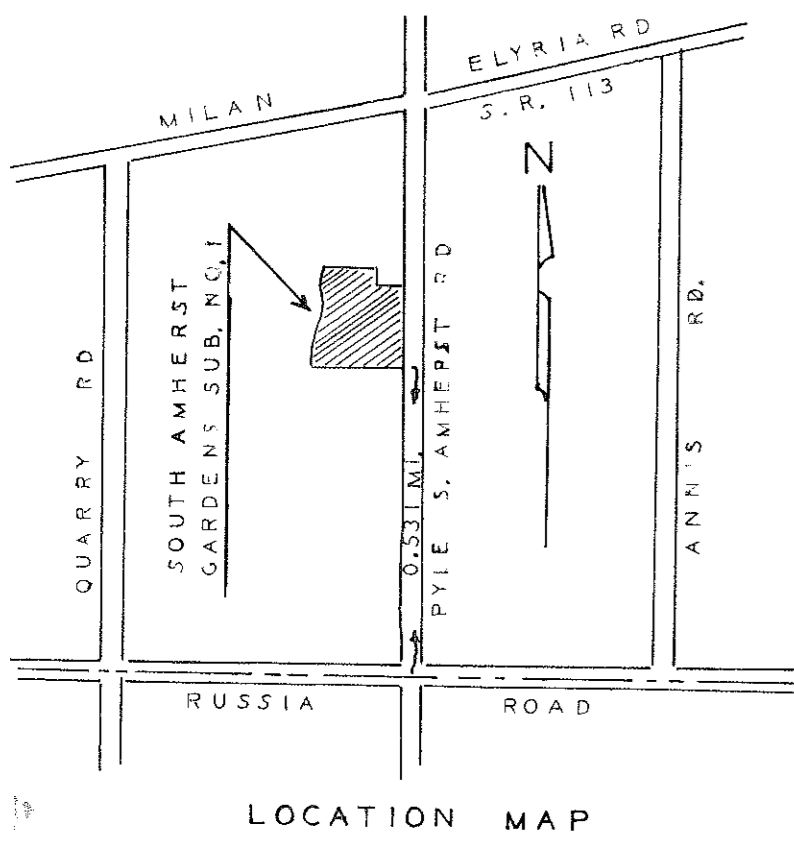 MILAN ELYRIA RD
S. R. 113
N
SOUTH AMHERST
GARDENS SUB. NO. 1
QUARRY RD
0.531 MI.
PYLE S. AMHERST RD
ANN'S RD.
RUSSIA ROAD
LOCATION MAP